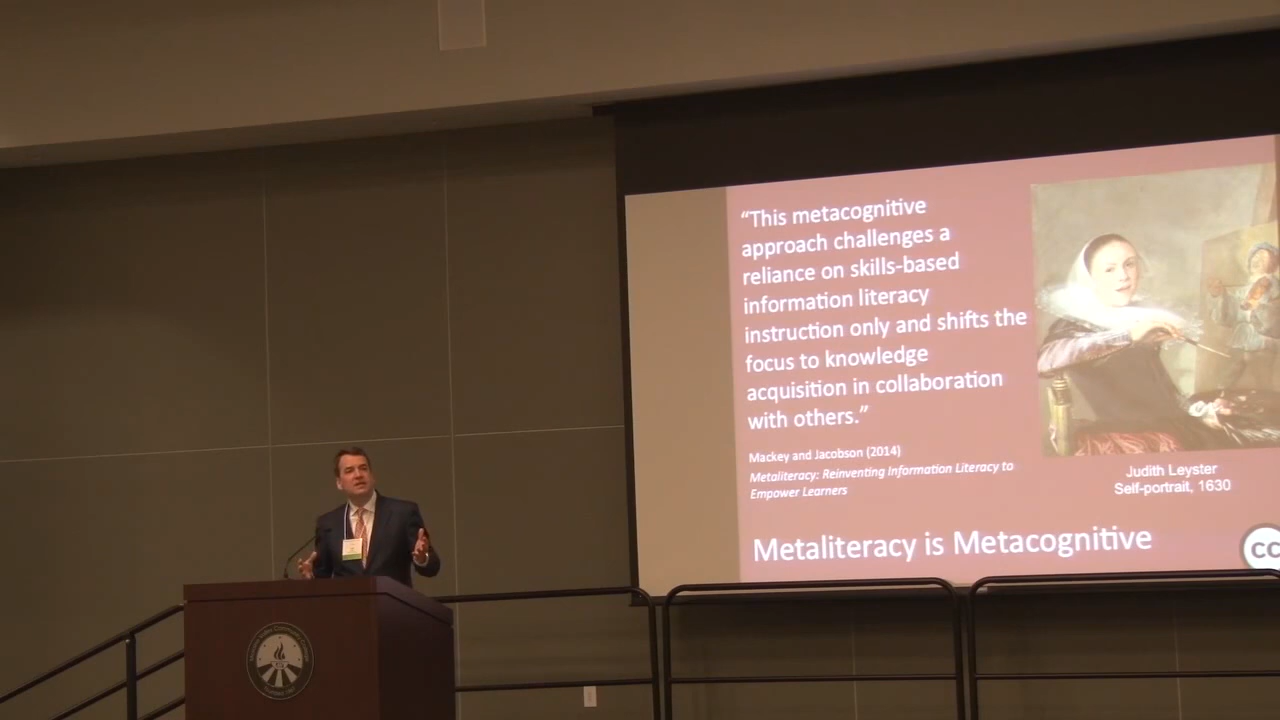 “This metacognitive
approach challenges a
reliance on skills-based
information literacy
instruction only and shifts the
focus to knowledge
acquisition in collaboration
with others.”
Mackey and Jacobson (2014)
Metaliteracy: Reinventing Information Literacy to
Empower Learners
Judith Leyster
Self-portrait, 1630
Metaliteracy is Metacognitive
CC